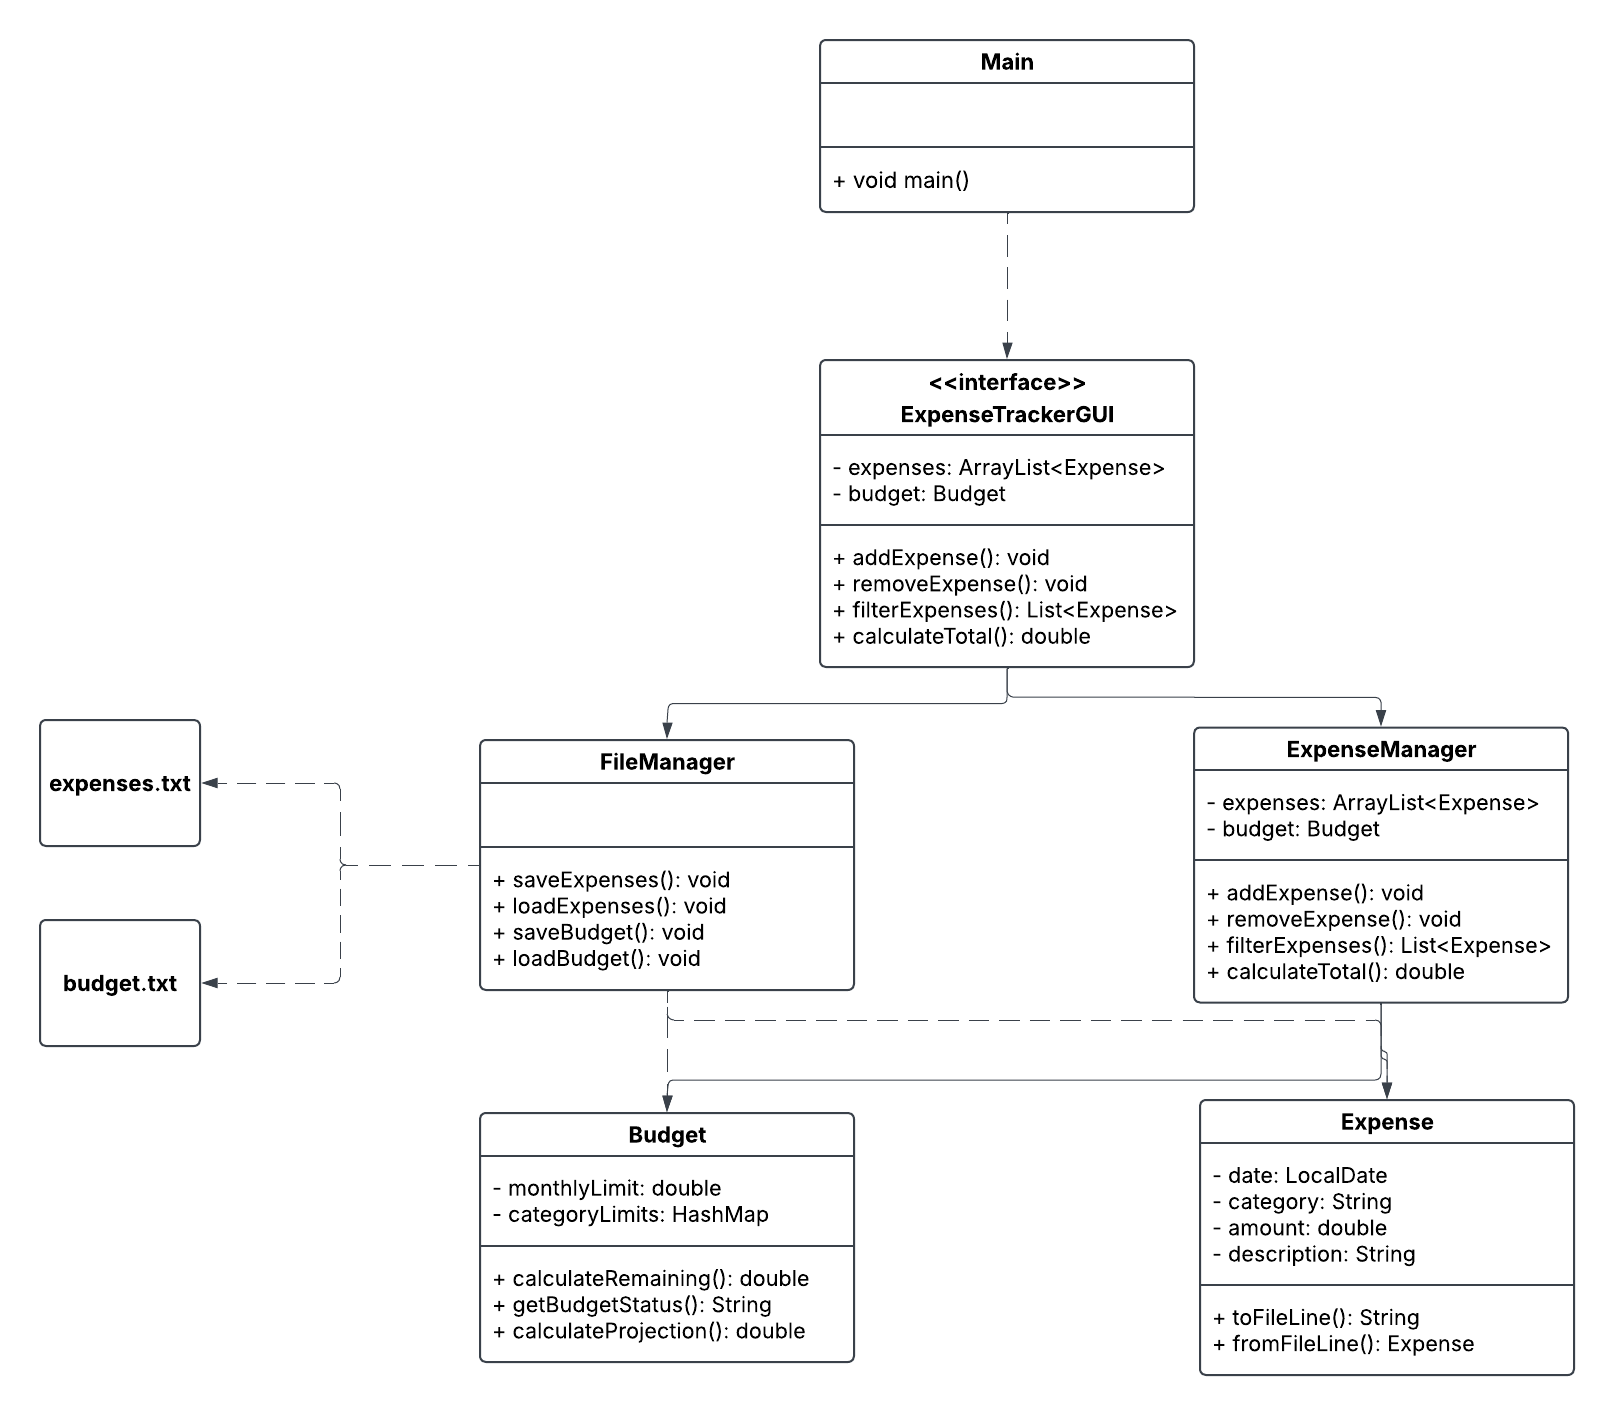 Main
+ void main()
<<interface>>
ExpenseTrackerGUI
- expenses: ArrayList<Expense>
- budget: Budget
+ addExpense(): void
+ removeExpense(): void
+ filterExpenses(): List<Expense>
+ calculateTotal(): double
expenses.txt
budget.txt
FileManager
+ saveExpenses(): void
+ loadExpenses(): void
+ saveBudget(): void
+ loadBudget(): void
ExpenseManager
- expenses: ArrayList<Expense>
- budget: Budget
+ addExpense(): void
+ removeExpense(): void
+ filterExpenses(): List<Expense>
+ calculateTotal(): double
Budget
- monthlyLimit: double
- categoryLimits: HashMap
+ calculateRemaining(): double
+ getBudgetStatus(): String
+ calculateProjection(): double
Expense
- date: LocalDate
- category: String
- amount: double
- description: String
+ toFileLine(): String
+ fromFileLine(): Expense